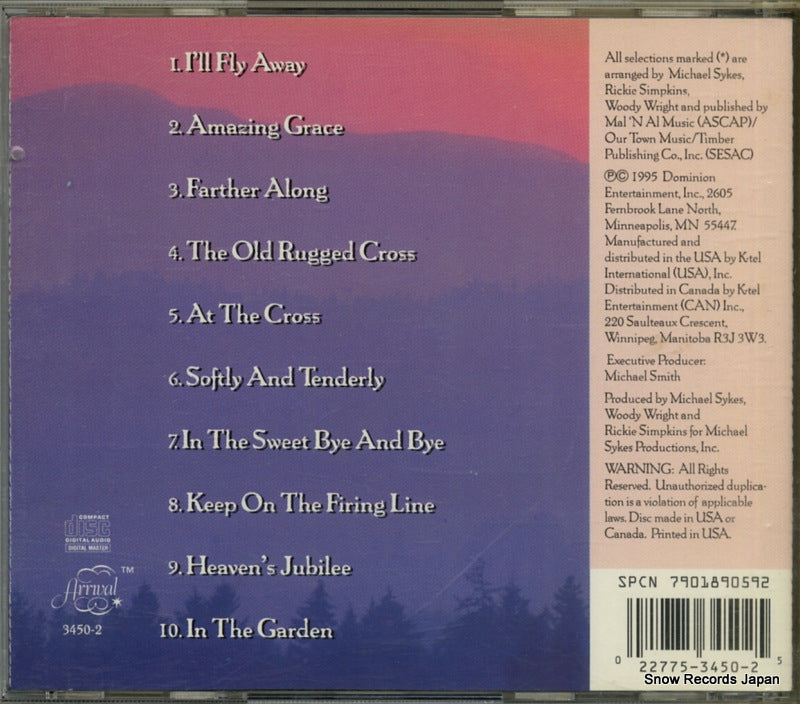 1. I'll Fly Away
2. Amazing Grace
3. Farther Along
4. The Old Rugged Cross
5. At The Cross
6. Softly And Tenderly
7. In The Sweet Bye And Bye
8. Keep On The Firing Line
9. Heaven's Jubilee
10. In The Garden
COMPACT
disc
DIGITAL AUDIO
DIGITAL MASTER
Arrival TM
3450-2
All selections marked (*) are
arranged by Michael Sykes,
Rickie Simpkins,
Woody Wright and published by
Mal 'N Al Music (ASCAP)/
Our Town Music/Timber
Publishing Co., Inc. (SESAC)
℗© 1995 Dominion
Entertainment, Inc., 2605
Fernbrook Lane North,
Minneapolis, MN 55447.
Manufactured and
distributed in the USA by K-tel
International (USA), Inc.
Distributed in Canada by K-tel
Entertainment (CAN) Inc.,
220 Saulteaux Crescent,
Winnipeg, Manitoba R3J 3W3.
Executive Producer:
Michael Smith
Produced by Michael Sykes,
Woody Wright and
Rickie Simpkins for Michael
Sykes Productions, Inc.
WARNING: All Rights
Reserved. Unauthorized duplica-
tion is a violation of applicable
laws. Disc made in USA or
Canada. Printed in USA.
SPCN 7901890592
0 22775-3450-2 5
Snow Records Japan